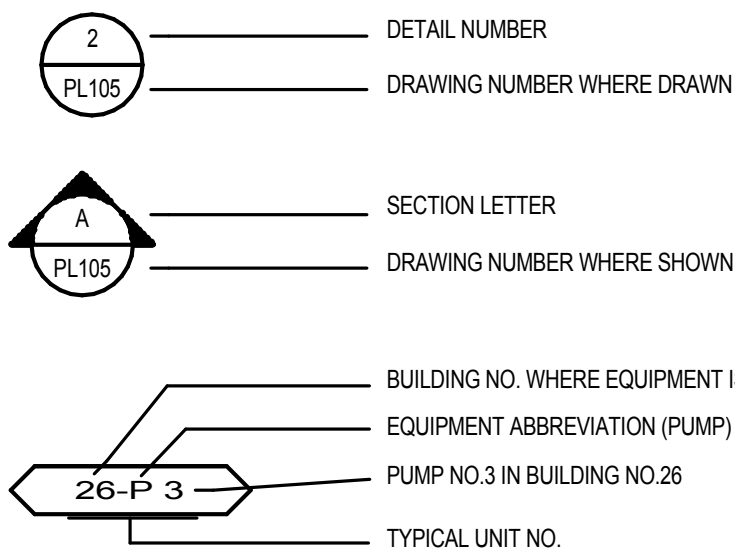 2
DETAIL NUMBER
PL105
DRAWING NUMBER WHERE DRAWN
A
SECTION LETTER
PL105
DRAWING NUMBER WHERE SHOWN
BUILDING NO. WHERE EQUIPMENT
EQUIPMENT ABBREVIATION (PUMP)
26-P 3
PUMP NO.3 IN BUILDING NO.26
TYPICAL UNIT NO.